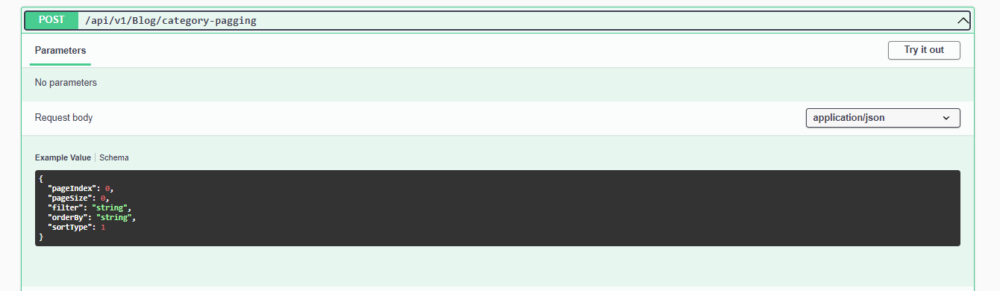 POST /api/v1/Blog/category-pagging
Parameters
Try it out
No parameters
Request body
application/json
Example Value | Schema
{
  "pageIndex": 0,
  "pageSize": 0,
  "filter": "string",
  "orderBy": "string",
  "sortType": 1
}